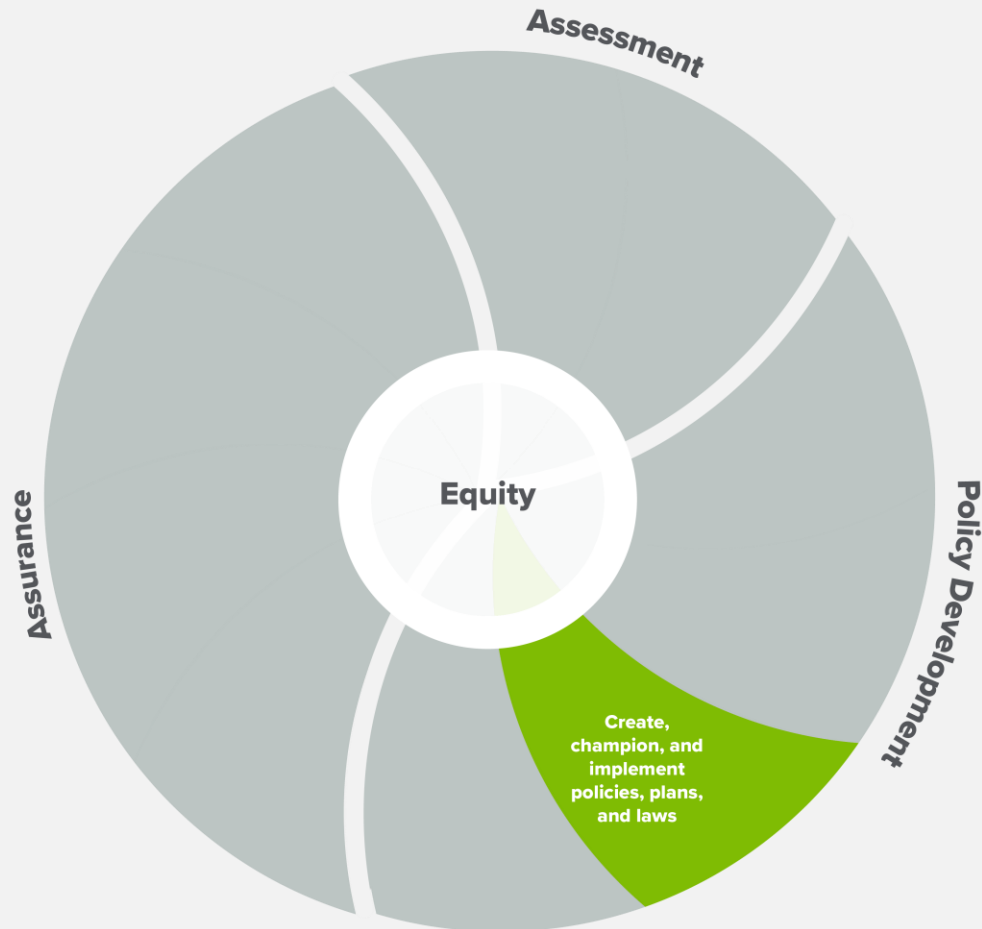 Assessment
Equity
Assurance
Policy Development
Create,
champion, and
implement
policies, plans,
and laws